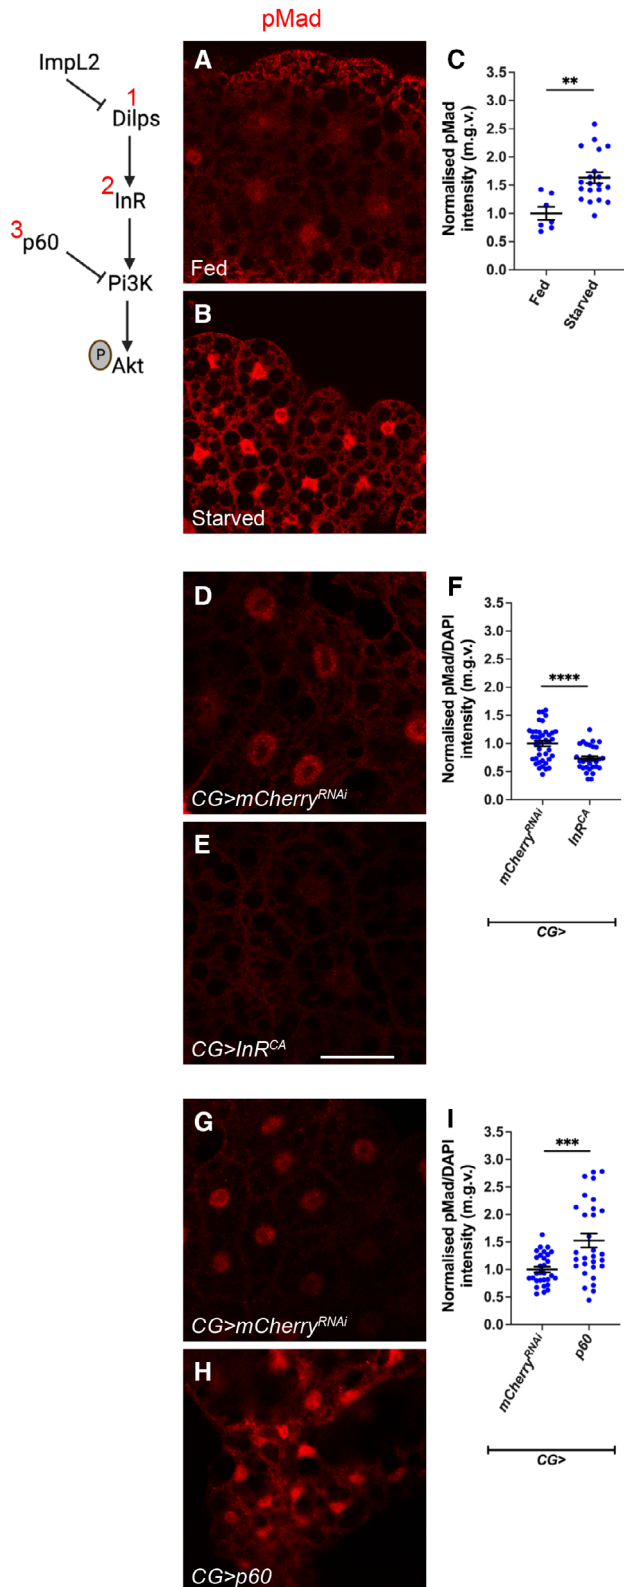 pMad
ImpL2
1
Dilps
2
InR
3
p60
Pi3K
P
Akt
A
Fed
B
Starved
C
Normalised pMad
intensity (m.g.v.)
3.5
3.0
2.5
2.0
1.5
1.0
0.5
0.0
**
Fed
Starved
D
CG>mCherryRNAi
E
CG>InRCA
F
Normalised pMad/DAPI
intensity (m.g.v.)
3.5
3.0
2.5
2.0
1.5
1.0
0.5
0.0
****
mCherryRNAi
InRCA
CG>
G
CG>mCherryRNAi
H
CG>p60
I
Normalised pMad/DAPI
intensity (m.g.v.)
3.5
3.0
2.5
2.0
1.5
1.0
0.5
0.0
***
mCherryRNAi
p60
CG>